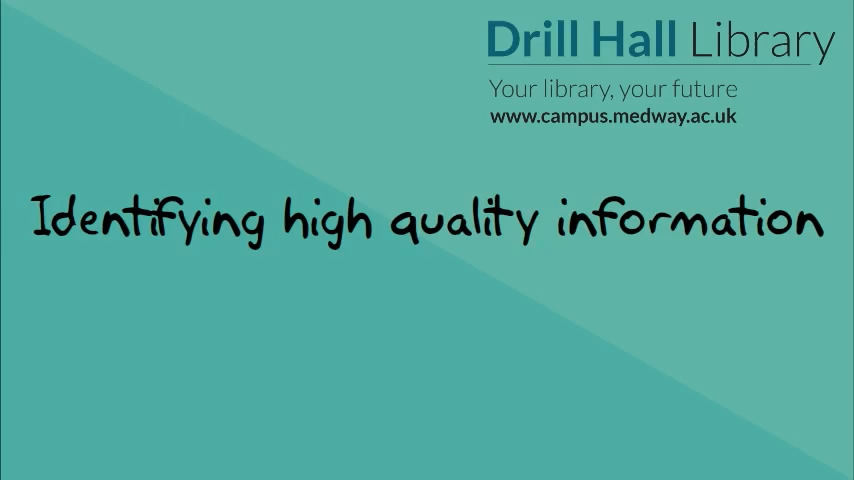 Drill Hall Library
Your library, your future
www.campus.medway.ac.uk
Identifying high quality information